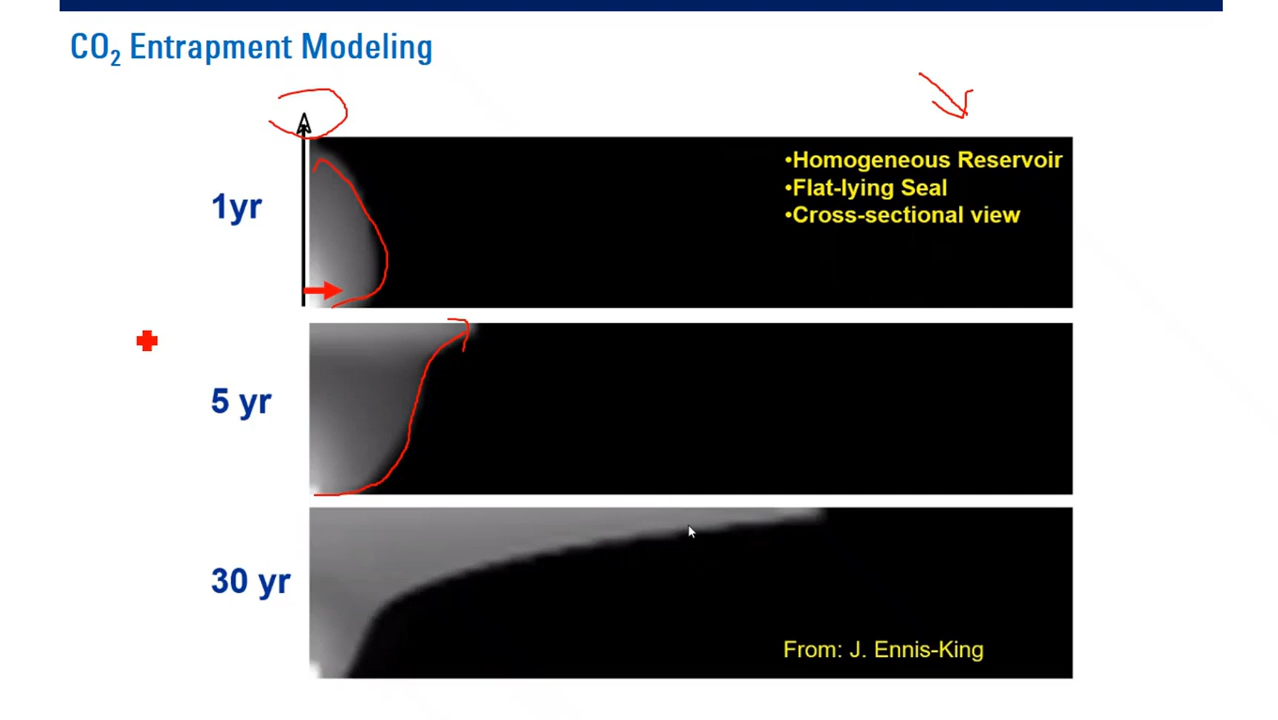 CO₂ Entrapment Modeling
1yr
•Homogeneous Reservoir
•Flat-lying Seal
•Cross-sectional view
5 yr
30 yr
From: J. Ennis-King